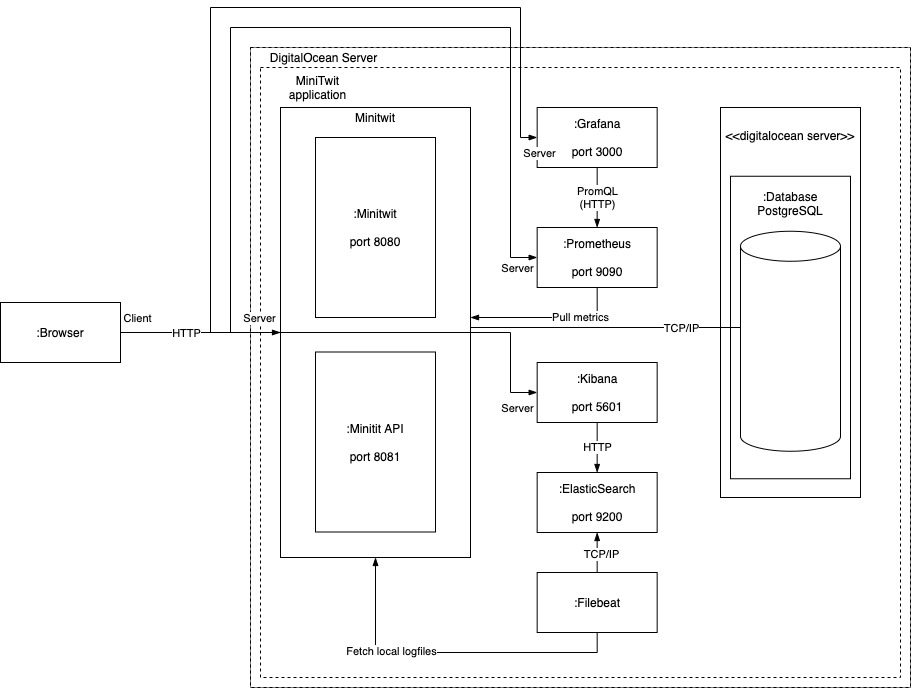 DigitalOcean Server
MiniTwit
application
Minitwit
:Minitwit
port 8080
:Minitit API
port 8081
:Browser
Client
HTTP
Server
:Grafana
port 3000
Server
PromQL
(HTTP)
:Prometheus
port 9090
Server
Pull metrics
TCP/IP
:Kibana
port 5601
Server
HTTP
:ElasticSearch
port 9200
TCP/IP
:Filebeat
Fetch local logfiles
<<digitalocean server>>
:Database
PostgreSQL